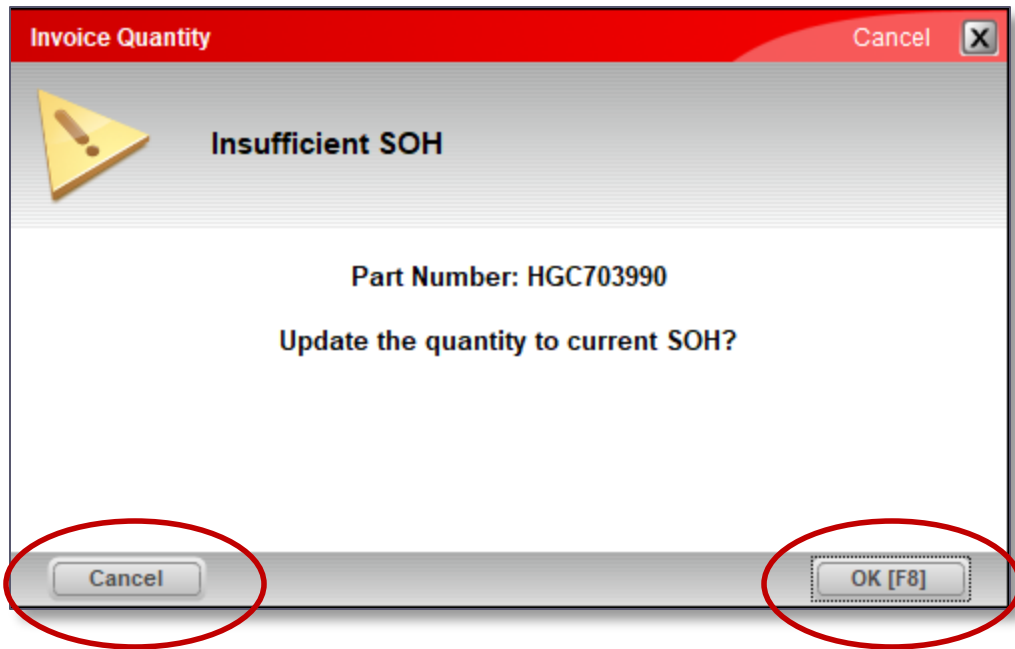 Invoice Quantity Cancel X
Insufficient SOH
Part Number: HGC703990
Update the quantity to current SOH?
Cancel OK [F8]